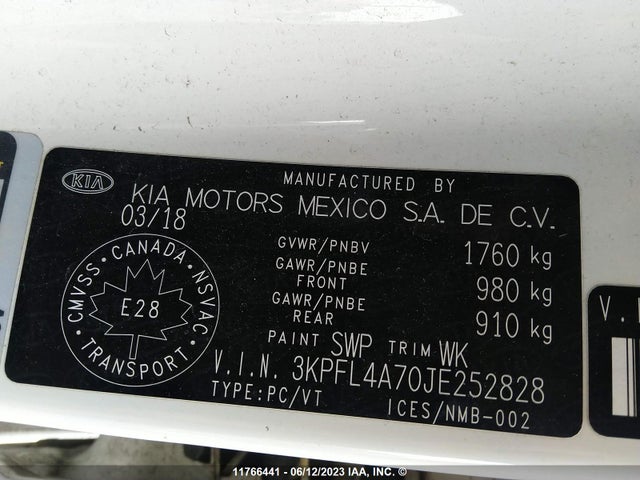 MANUFACTURED BY
KIA
KIA MOTORS MEXICO S.A. DE C.V.
03/18
GVWR/PNBV 1760 kg
GAWR/PNBE FRONT 980 kg
GAWR/PNBE REAR 910 kg
CMVSS · CANADA · NSVAC
E28
TRANSPORT
PAINT SWP TRIM WK
V.I.N. 3KPFL4A70JE252828
TYPE:PC/VT ICES/NMB-002
11766441 - 06/12/2023 IAA, INC. ©